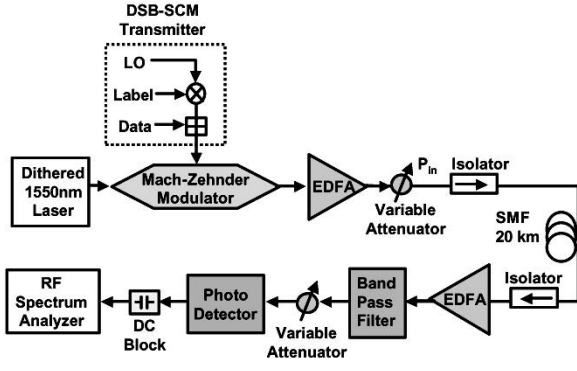 DSB-SCM
Transmitter
LO
Label
Data
Dithered
1550nm
Laser
Mach-Zehnder
Modulator
EDFA
Pin
Variable
Attenuator
Isolator
SMF
20 km
Isolator
EDFA
Band
Pass
Filter
Variable
Attenuator
Photo
Detector
DC
Block
RF
Spectrum
Analyzer